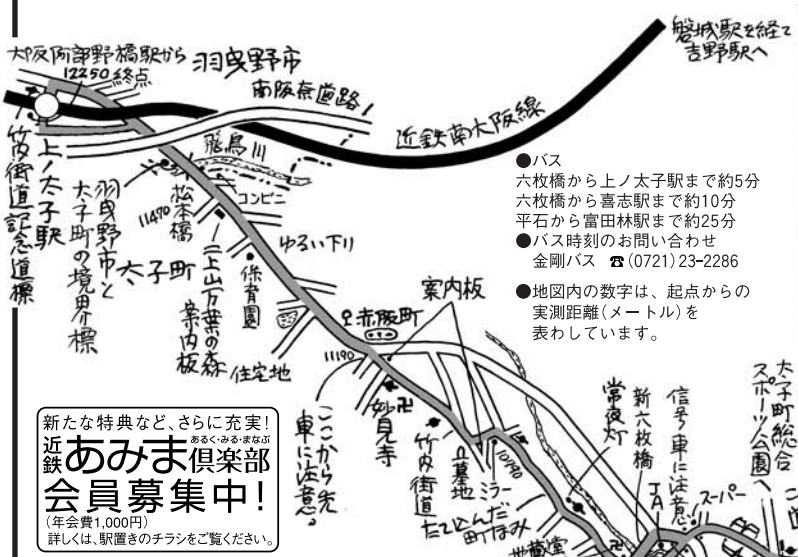 大阪阿部野橋駅から
12250終点
羽曳野市
南阪奈道路
磐城駅を経て
吉野駅へ
近鉄南大阪線
飛鳥川
上ノ太子駅
竹内街道記念道標
羽曳野市と
太子町の境界標
11470
松本橋
コンビニ
太子町
ゆるい下り
二上山万葉の森
案内板
保育園
住宅地
●バス
六枚橋から上ノ太子駅まで約5分
六枚橋から喜志駅まで約10分
平石から富田林駅まで約25分
●バス時刻のお問い合わせ
金剛バス ☎(0721)23-2286
●地図内の数字は、起点からの
実測距離(メートル)を
表わしています。
案内板
赤阪町
11190
ここから先
車に注意。
妙見寺
卍
卍
竹内街道
墓地
ミラー
10790
たてこんだ
町なみ
地蔵堂
常夜灯
新六枚橋
信号車に注意。
JA
スーパー
太子町総合
スポーツ公園へ
新たな特典など、さらに充実!
近鉄あみま倶楽部
あるく・みる・まなぶ
会員募集中!
(年会費1,000円)
詳しくは、駅置きのチラシをご覧ください。